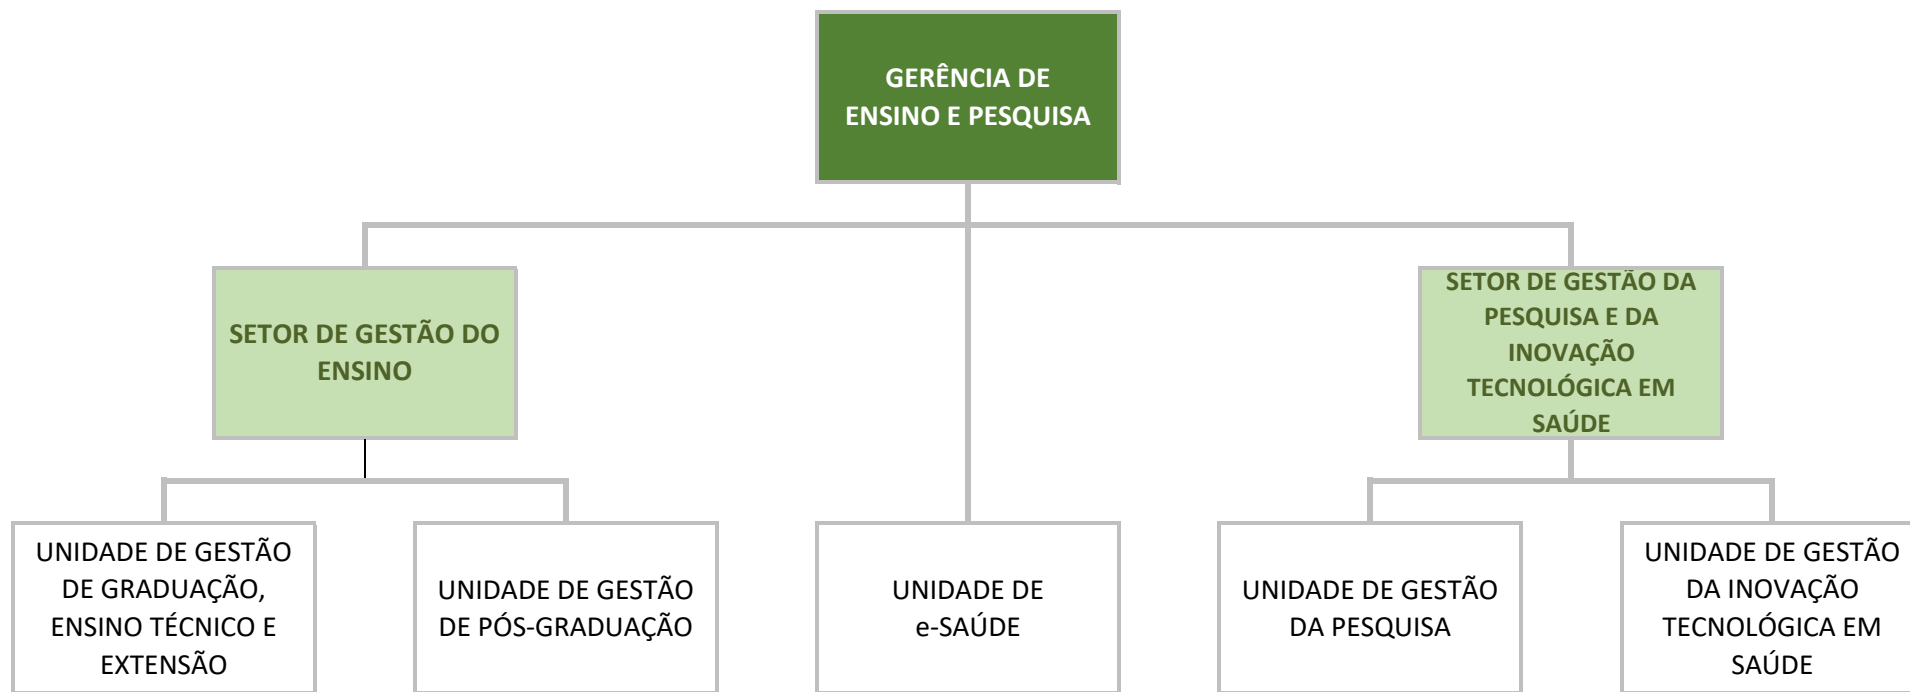 GERÊNCIA DE
ENSINO E PESQUISA
SETOR DE GESTÃO DO
ENSINO
SETOR DE GESTÃO DA
PESQUISA E DA
INOVAÇÃO
TECNOLÓGICA EM
SAÚDE
UNIDADE DE GESTÃO
DE GRADUAÇÃO,
ENSINO TÉCNICO E
EXTENSÃO
UNIDADE DE GESTÃO
DE PÓS-GRADUAÇÃO
UNIDADE DE
e-SAÚDE
UNIDADE DE GESTÃO
DA PESQUISA
UNIDADE DE GESTÃO
DA INOVAÇÃO
TECNOLÓGICA EM
SAÚDE